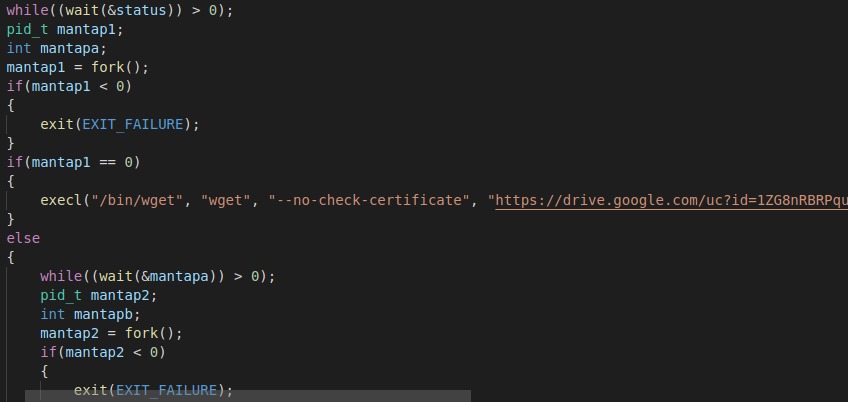 while((wait(&status)) > 0);
pid_t mantap1;
int mantapa;
mantap1 = fork();
if(mantap1 < 0)
{
    exit(EXIT_FAILURE);
}
if(mantap1 == 0)
{
    execl("/bin/wget", "wget", "--no-check-certificate", "https://drive.google.com/uc?id=1ZG8nRBRPqu
}
else
{
    while((wait(&mantapa)) > 0);
    pid_t mantap2;
    int mantapb;
    mantap2 = fork();
    if(mantap2 < 0)
    {
        exit(EXIT_FAILURE);